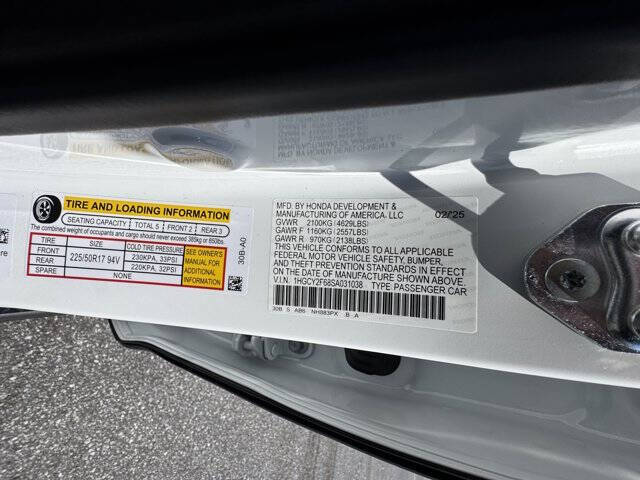 TIRE AND LOADING INFORMATION
SEATING CAPACITY TOTAL 5 FRONT 2 REAR 3
The combined weight of occupants and cargo should never exceed 385kg or 850lbs.
TIRE SIZE COLD TIRE PRESSURE
FRONT 225/50R17 94V 230KPA, 33PSI
REAR 220KPA, 32PSI
SPARE NONE
SEE OWNER'S
MANUAL FOR
ADDITIONAL
INFORMATION
30B-A0
MFD. BY HONDA DEVELOPMENT & 02/25
MANUFACTURING OF AMERICA, LLC
GVWR 2100KG(4629LBS)
GAWR F 1160KG(2557LBS)
GAWR R 970KG(2138LBS)
THIS VEHICLE CONFORMS TO ALL APPLICABLE
FEDERAL MOTOR VEHICLE SAFETY, BUMPER,
AND THEFT PREVENTION STANDARDS IN EFFECT
ON THE DATE OF MANUFACTURE SHOWN ABOVE.
V.I.N. 1HGCY2F68SA031038 TYPE PASSENGER CAR
30B S AB6 NH883PX B A